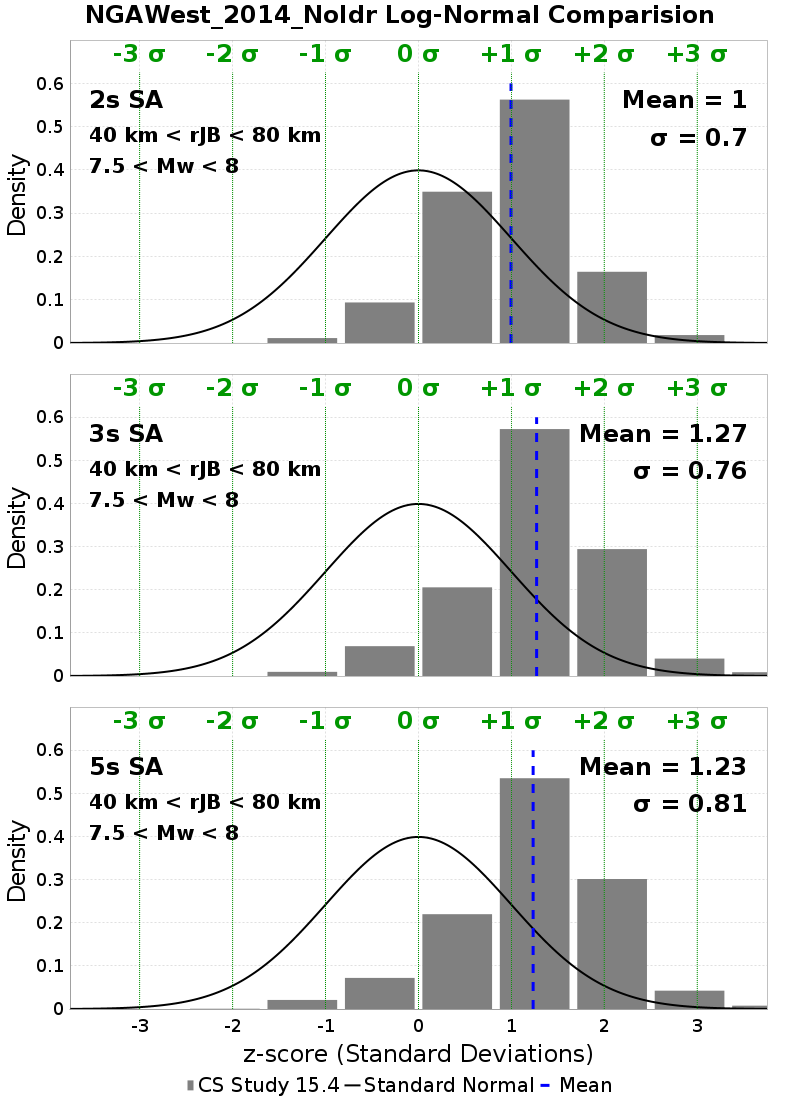 NGAWest_2014_NoIdr Log-Normal Comparision
-3 σ -2 σ -1 σ 0 σ +1 σ +2 σ +3 σ
2s SA
40 km < rJB < 80 km
7.5 < Mw < 8
Mean = 1
σ = 0.7
Density
0.6
0.5
0.4
0.3
0.2
0.1
0
-3 σ -2 σ -1 σ 0 σ +1 σ +2 σ +3 σ
3s SA
40 km < rJB < 80 km
7.5 < Mw < 8
Mean = 1.27
σ = 0.76
Density
0.6
0.5
0.4
0.3
0.2
0.1
0
-3 σ -2 σ -1 σ 0 σ +1 σ +2 σ +3 σ
5s SA
40 km < rJB < 80 km
7.5 < Mw < 8
Mean = 1.23
σ = 0.81
Density
0.6
0.5
0.4
0.3
0.2
0.1
0
-3 -2 -1 0 1 2 3
z-score (Standard Deviations)
CS Study 15.4 Standard Normal Mean